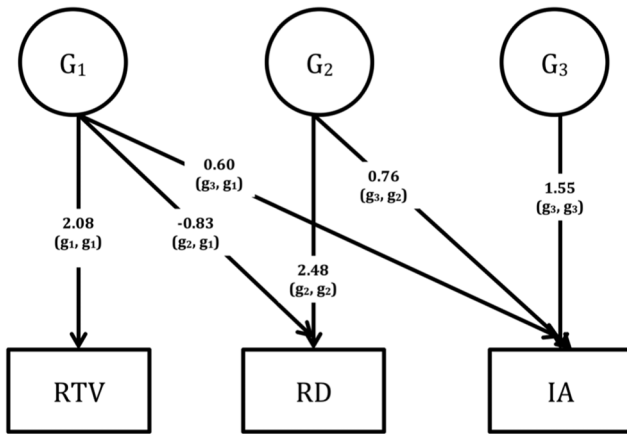 G₁
G₂
G₃
0.60
(g₃, g₁)
0.76
(g₃, g₂)
1.55
(g₃, g₃)
2.08
(g₁, g₁)
-0.83
(g₂, g₁)
2.48
(g₂, g₂)
RTV
RD
IA